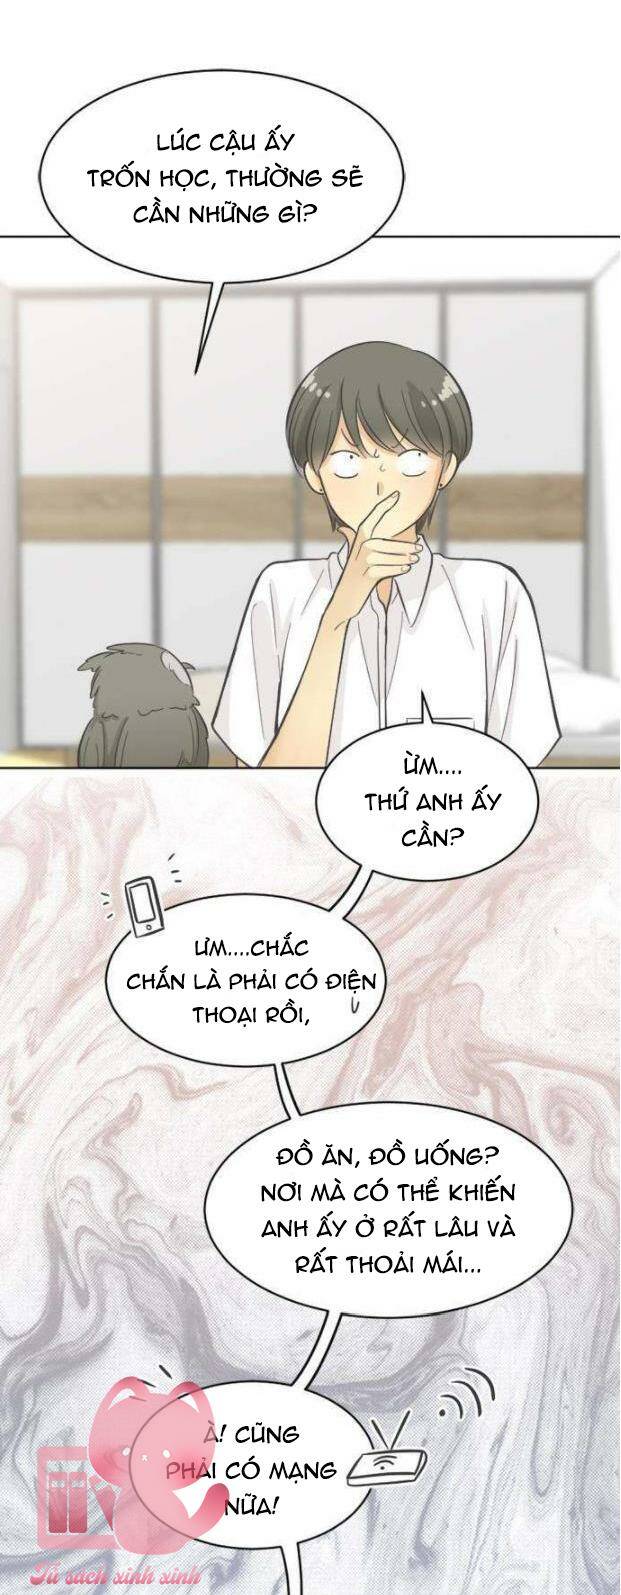 LÚC CẬU ẤY
TRỐN HỌC, THƯỜNG SẼ
CẦN NHỮNG GÌ?
ỪM....
THỨ ANH ẤY
CẦN?
ƯM....CHẮC
CHẮN LÀ PHẢI CÓ ĐIỆN
THOẠI RỒI,
ĐỒ ĂN, ĐỒ UỐNG?
NƠI MÀ CÓ THỂ KHIẾN
ANH ẤY Ở RẤT LÂU VÀ
RẤT THOẢI MÁI...
À! CŨNG
PHẢI CÓ MẠNG
NỮA!
Tủ sách xinh xinh